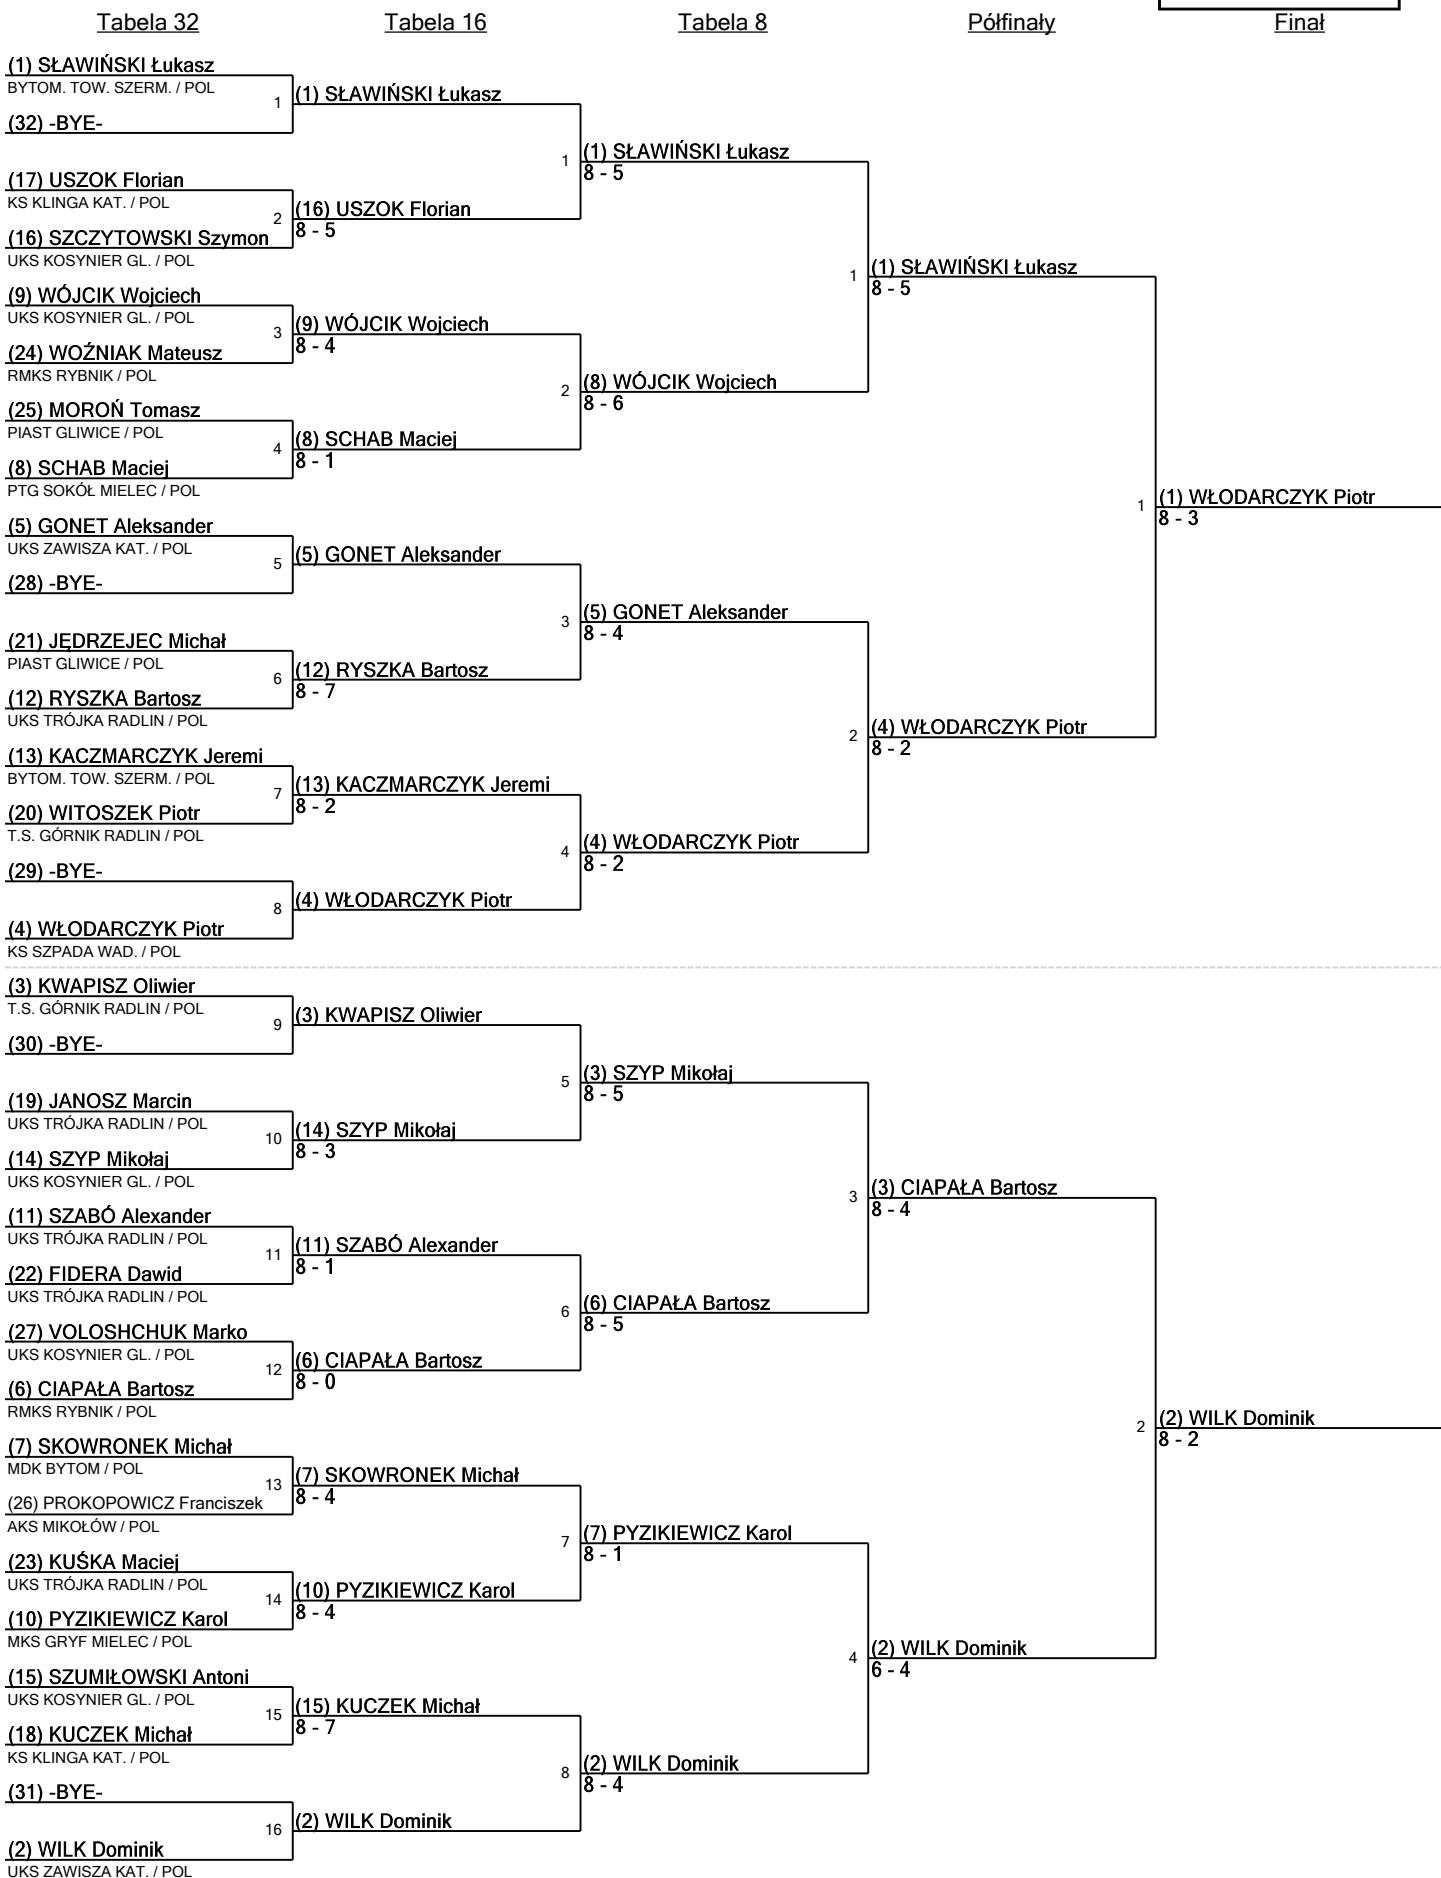 Tabela 32
Tabela 16
Tabela 8
Półfinały
Finał
(1) SŁAWIŃSKI Łukasz
BYTOM. TOW. SZERM. / POL
1
(32) -BYE-
(17) USZOK Florian
KS KLINGA KAT. / POL
2
(16) SZCZYTOWSKI Szymon
UKS KOSYNIER GL. / POL
(9) WÓJCIK Wojciech
UKS KOSYNIER GL. / POL
3
(24) WOŹNIAK Mateusz
RMKS RYBNIK / POL
(25) MOROŃ Tomasz
PIAST GLIWICE / POL
4
(8) SCHAB Maciej
PTG SOKÓŁ MIELEC / POL
(5) GONET Aleksander
UKS ZAWISZA KAT. / POL
5
(28) -BYE-
(21) JĘDRZEJEC Michał
PIAST GLIWICE / POL
6
(12) RYSZKA Bartosz
UKS TRÓJKA RADLIN / POL
(13) KACZMARCZYK Jeremi
BYTOM. TOW. SZERM. / POL
7
(20) WITOSZEK Piotr
T.S. GÓRNIK RADLIN / POL
(29) -BYE-
8
(4) WŁODARCZYK Piotr
KS SZPADA WAD. / POL
(3) KWAPISZ Oliwier
T.S. GÓRNIK RADLIN / POL
9
(30) -BYE-
(19) JANOSZ Marcin
UKS TRÓJKA RADLIN / POL
10
(14) SZYP Mikołaj
UKS KOSYNIER GL. / POL
(11) SZABÓ Alexander
UKS TRÓJKA RADLIN / POL
11
(22) FIDERA Dawid
UKS TRÓJKA RADLIN / POL
(27) VOLOSHCHUK Marko
UKS KOSYNIER GL. / POL
12
(6) CIAPAŁA Bartosz
RMKS RYBNIK / POL
(7) SKOWRONEK Michał
MDK BYTOM / POL
13
(26) PROKOPOWICZ Franciszek
AKS MIKOŁÓW / POL
(23) KUŚKA Maciej
UKS TRÓJKA RADLIN / POL
14
(10) PYZIKIEWICZ Karol
MKS GRYF MIELEC / POL
(15) SZUMIŁOWSKI Antoni
UKS KOSYNIER GL. / POL
15
(18) KUCZEK Michał
KS KLINGA KAT. / POL
(31) -BYE-
16
(2) WILK Dominik
UKS ZAWISZA KAT. / POL
(1) SŁAWIŃSKI Łukasz
1
(16) USZOK Florian
8 - 5
(9) WÓJCIK Wojciech
8 - 4
2
(8) SCHAB Maciej
8 - 1
(5) GONET Aleksander
3
(12) RYSZKA Bartosz
8 - 7
(13) KACZMARCZYK Jeremi
8 - 2
4
(4) WŁODARCZYK Piotr
(3) KWAPISZ Oliwier
5
(14) SZYP Mikołaj
8 - 3
(11) SZABÓ Alexander
8 - 1
6
(6) CIAPAŁA Bartosz
8 - 0
(7) SKOWRONEK Michał
8 - 4
7
(10) PYZIKIEWICZ Karol
8 - 4
(15) KUCZEK Michał
8 - 7
8
(2) WILK Dominik
(1) SŁAWIŃSKI Łukasz
8 - 5
1
(8) WÓJCIK Wojciech
8 - 6
(5) GONET Aleksander
8 - 4
2
(4) WŁODARCZYK Piotr
8 - 2
(3) SZYP Mikołaj
8 - 5
3
(6) CIAPAŁA Bartosz
8 - 5
(7) PYZIKIEWICZ Karol
8 - 1
4
(2) WILK Dominik
8 - 4
(1) SŁAWIŃSKI Łukasz
8 - 5
1
(4) WŁODARCZYK Piotr
8 - 2
(3) CIAPAŁA Bartosz
8 - 4
2
(2) WILK Dominik
6 - 4
(1) WŁODARCZYK Piotr
8 - 3
(2) WILK Dominik
8 - 2